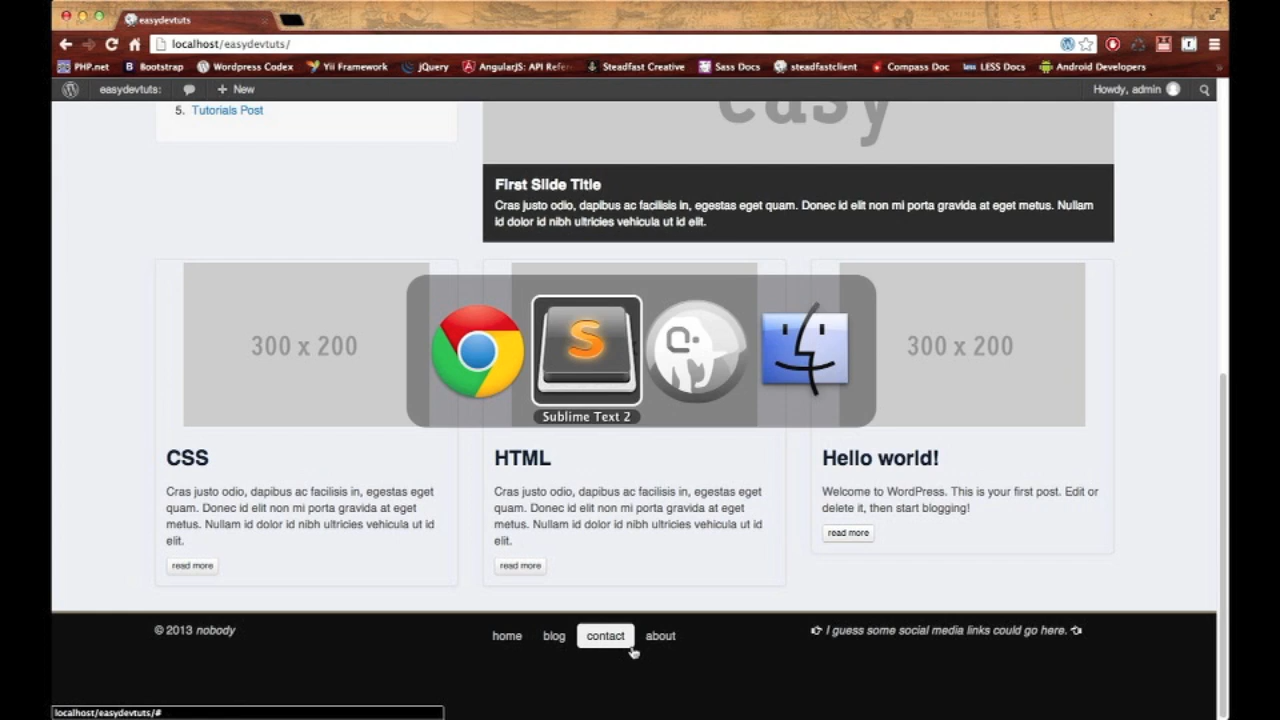 easydevtuts
localhost/easydevtuts/
PHP.net Bootstrap Wordpress Codex Yii Framework jQuery AngularJS: API Refer Steadfast Creative Sass Docs steadfastclient Compass Doc LESS Docs Android Developers
easydevtuts: + New Howdy, admin
5. Tutorials Post
easy
First Slide Title
Cras justo odio, dapibus ac facilisis in, egestas eget quam. Donec id elit non mi porta gravida at eget metus. Nullam
id dolor id nibh ultricies vehicula ut id elit.
300 x 200
300 x 200
Sublime Text 2
CSS
Cras justo odio, dapibus ac facilisis in, egestas eget
quam. Donec id elit non mi porta gravida at eget
metus. Nullam id dolor id nibh ultricies vehicula ut id
elit.
read more
HTML
Cras justo odio, dapibus ac facilisis in, egestas eget
quam. Donec id elit non mi porta gravida at eget
metus. Nullam id dolor id nibh ultricies vehicula ut id
elit.
read more
Hello world!
Welcome to WordPress. This is your first post. Edit or
delete it, then start blogging!
read more
© 2013 nobody
home blog contact about
I guess some social media links could go here.
localhost/easydevtuts/#